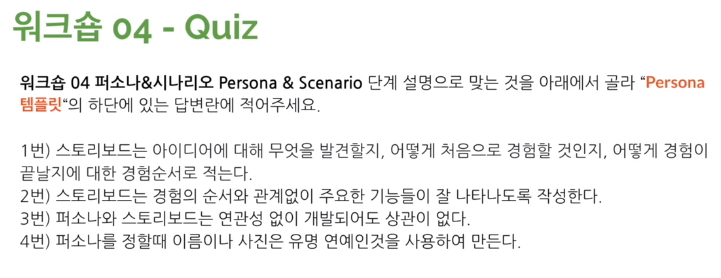 워크숍 04 - Quiz
워크숍 04 퍼소나&시나리오 Persona & Scenario 단계 설명으로 맞는 것을 아래에서 골라 “Persona
템플릿“의 하단에 있는 답변란에 적어주세요.
1번) 스토리보드는 아이디어에 대해 무엇을 발견할지, 어떻게 처음으로 경험할 것인지, 어떻게 경험이
끝날지에 대한 경험순서로 적는다.
2번) 스토리보드는 경험의 순서와 관계없이 주요한 기능들이 잘 나타나도록 작성한다.
3번) 퍼소나와 스토리보드는 연관성 없이 개발되어도 상관이 없다.
4번) 퍼소나를 정할때 이름이나 사진은 유명 연예인것을 사용하여 만든다.